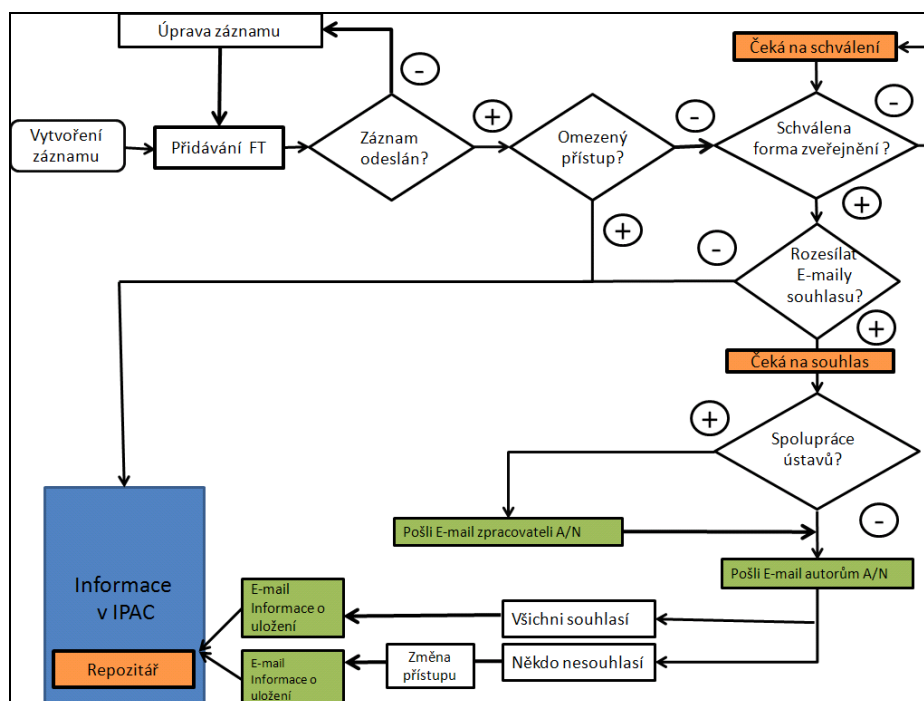 Úprava záznamu
Čeká na schválení
-
-
Vytvoření
záznamu
Přidávání FT
Záznam
odeslán?
+
Omezený
přístup?
-
Schválena
forma zveřejnění ?
+
+
-
Rozesílat
E-maily
souhlasu?
+
Čeká na souhlas
+
Spolupráce
ústavů?
-
Pošli E-mail zpracovateli A/N
Pošli E-mail autorům A/N
Informace
v IPAC
Repozitář
E-mail
Informace o
uložení
Všichni souhlasí
E-mail
Informace o
uložení
Změna
přístupu
Někdo nesouhlasí